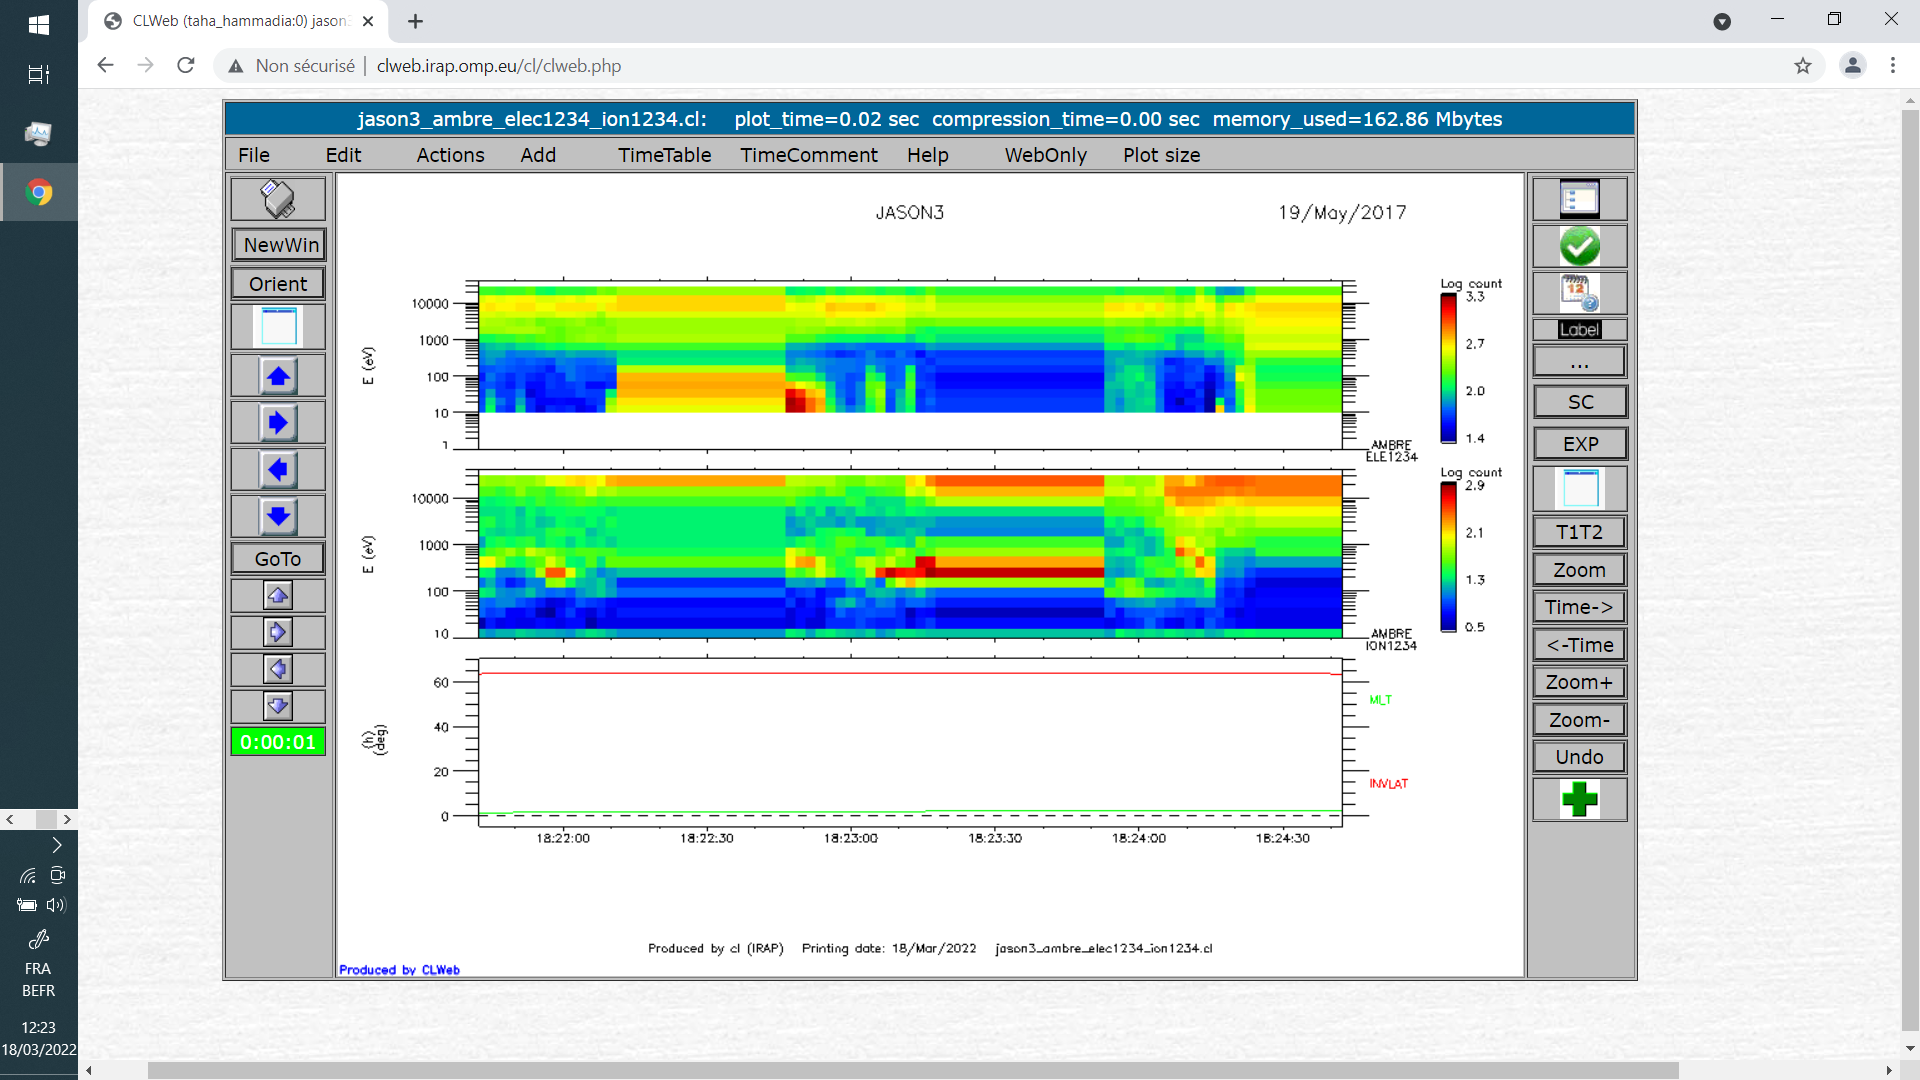 CLWeb (taha_hammadia:0) jason3
Non sécurisé | clweb.irap.omp.eu/cl/clweb.php
jason3_ambre_elec1234_ion1234.cl: plot_time=0.02 sec compression_time=0.00 sec memory_used=162.86 Mbytes
File Edit Actions Add TimeTable TimeComment Help WebOnly Plot size
NewWin
Orient
GoTo
0:00:01
JASON3 19/May/2017
E (eV)
10000
1000
100
10
1
Log count
3.3
2.7
2.0
1.4
AMBRE
ELE1234
E (eV)
10000
1000
100
10
Log count
2.9
2.1
1.3
0.5
AMBRE
ION1234
(h)
(deg)
60
40
20
0
MLT
INVLAT
18:22:00 18:22:30 18:23:00 18:23:30 18:24:00 18:24:30
Produced by cl (IRAP) Printing date: 18/Mar/2022 jason3_ambre_elec1234_ion1234.cl
Produced by CLWeb
12
Label
...
SC
EXP
T1T2
Zoom
Time->
<-Time
Zoom+
Zoom-
Undo
FRA
BEFR
12:23
18/03/2022